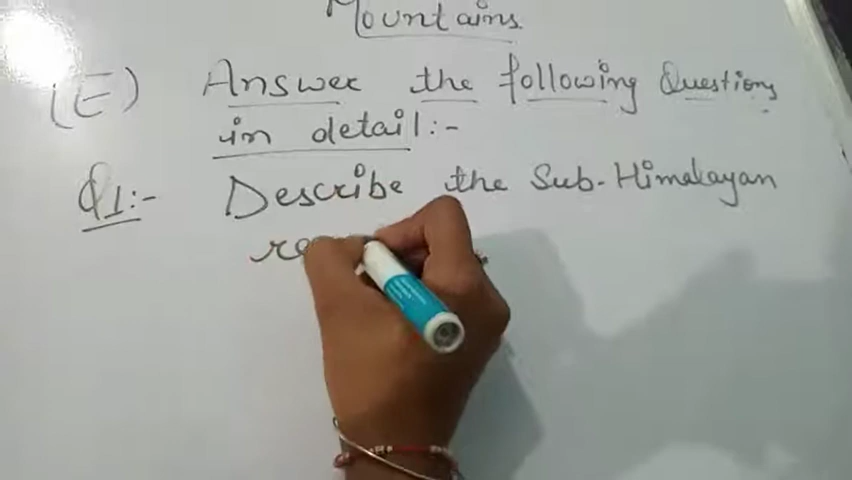 Mountains
(E) Answer the following Questions
in detail:-
Q1:- Describe the Sub-Himalayan